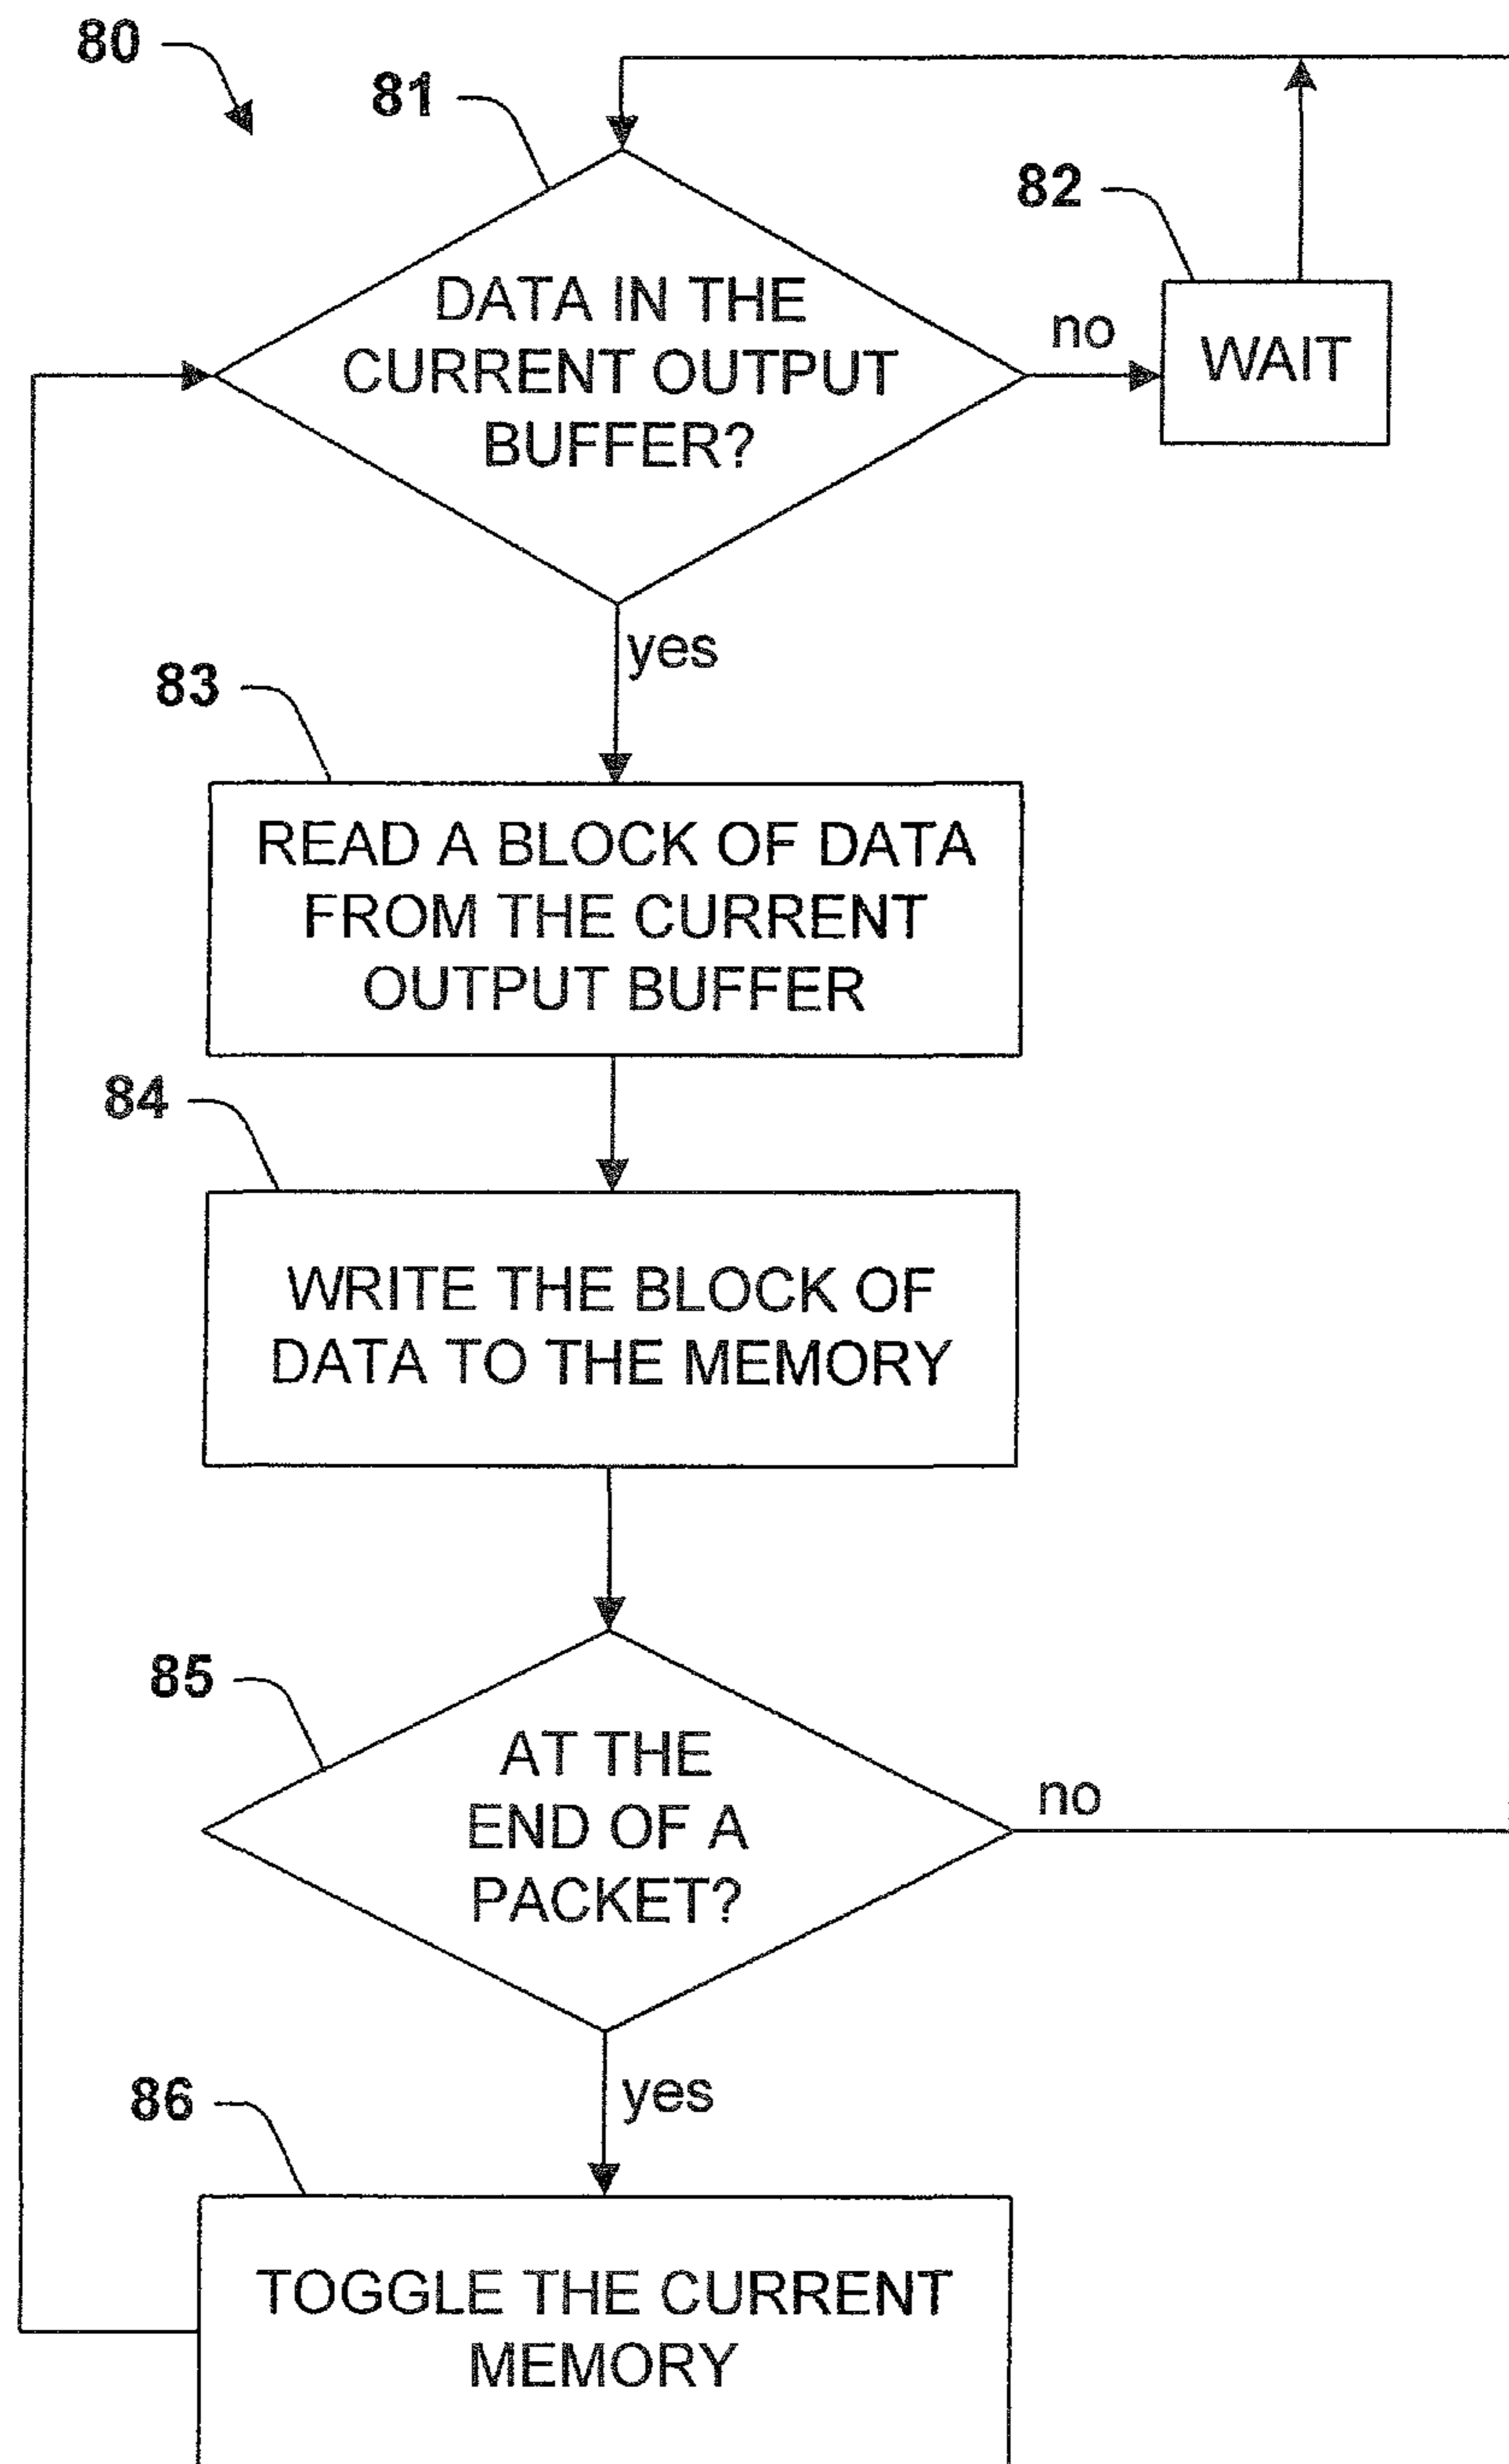 80
81
82
DATA IN THE
CURRENT OUTPUT
BUFFER?
no
WAIT
yes
83
READ A BLOCK OF DATA
FROM THE CURRENT
OUTPUT BUFFER
84
WRITE THE BLOCK OF
DATA TO THE MEMORY
85
AT THE
END OF A
PACKET?
no
yes
86
TOGGLE THE CURRENT
MEMORY